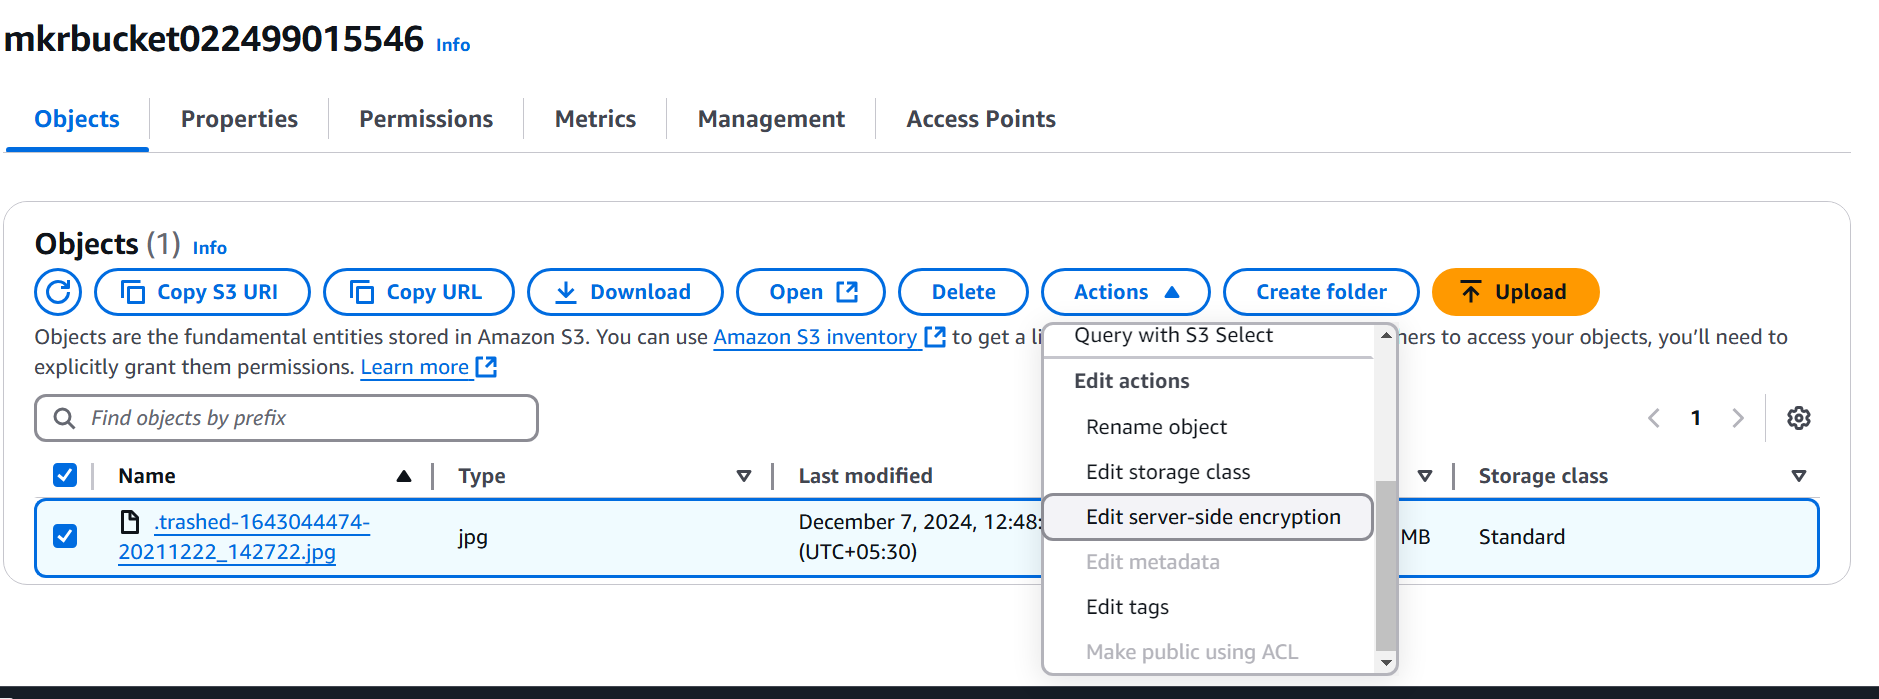 mkrbucket022499015546 Info
Objects Properties Permissions Metrics Management Access Points
Objects (1) Info
Copy S3 URI Copy URL Download Open Delete Actions Create folder Upload
Objects are the fundamental entities stored in Amazon S3. You can use Amazon S3 inventory to get a li
ners to access your objects, you'll need to
explicitly grant them permissions. Learn more
Find objects by prefix
1
Name Type Last modified Storage class
.trashed-1643044474-
20211222_142722.jpg
jpg
December 7, 2024, 12:48:
(UTC+05:30)
MB
Standard
Query with S3 Select
Edit actions
Rename object
Edit storage class
Edit server-side encryption
Edit metadata
Edit tags
Make public using ACL